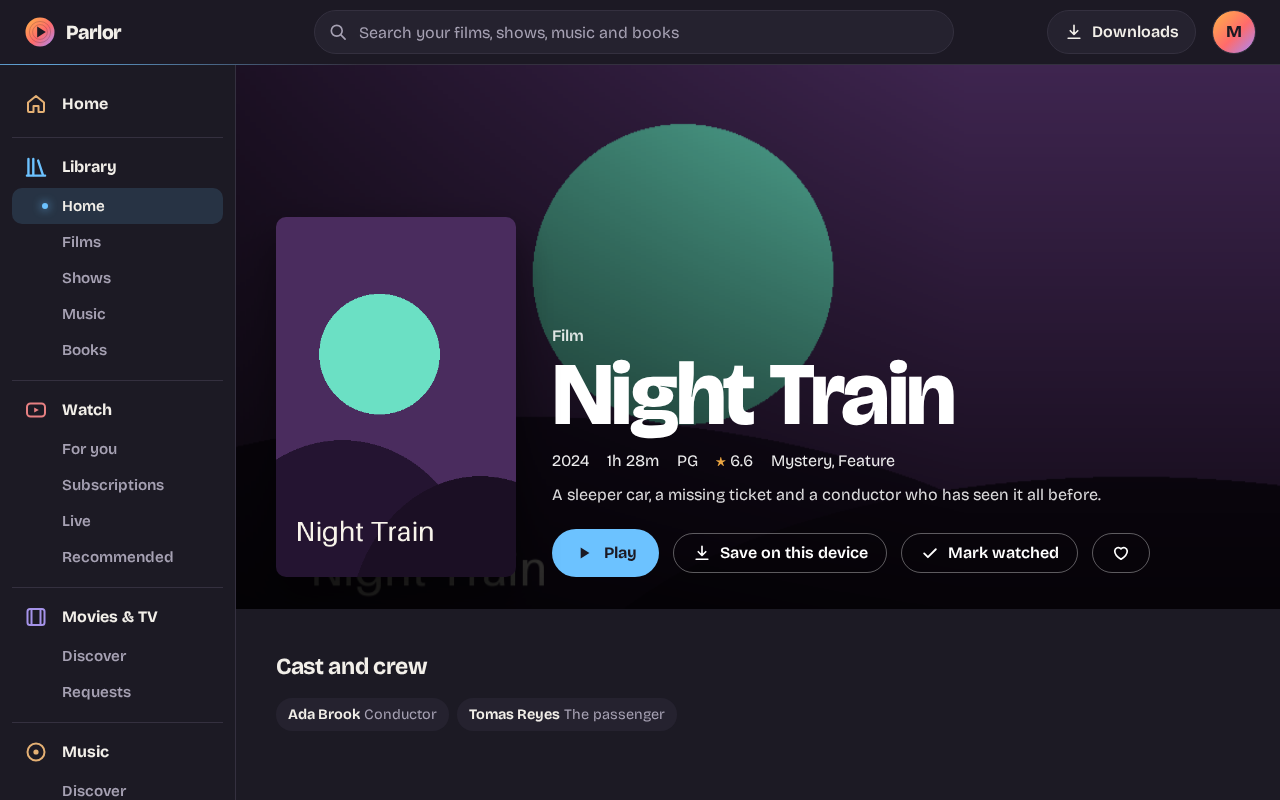 Parlor
Search your films, shows, music and books
Downloads
M
Home
Library
Home
Films
Shows
Music
Books
Watch
For you
Subscriptions
Live
Recommended
Movies & TV
Discover
Requests
Music
Discover
Night Train
Night Train
Film
Night Train
2024 1h 28m PG ★ 6.6 Mystery, Feature
A sleeper car, a missing ticket and a conductor who has seen it all before.
Play
Save on this device
Mark watched
Cast and crew
Ada Brook Conductor
Tomas Reyes The passenger